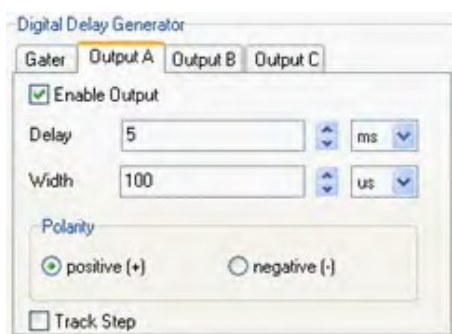 Digital Delay Generator
Gater Output A Output B Output C
Enable Output
Delay 5 ms
Width 100 us
Polarity
positive (+) negative (-)
Track Step